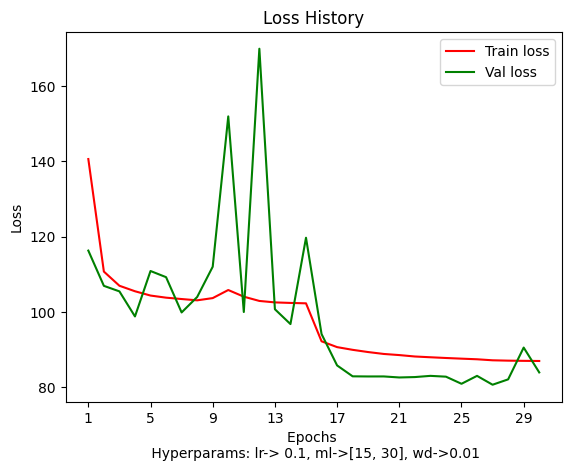 Loss History
Train loss
Val loss
Loss
160
140
120
100
80
1 5 9 13 17 21 25 29
Epochs
Hyperparams: lr-> 0.1, ml->[15, 30], wd->0.01